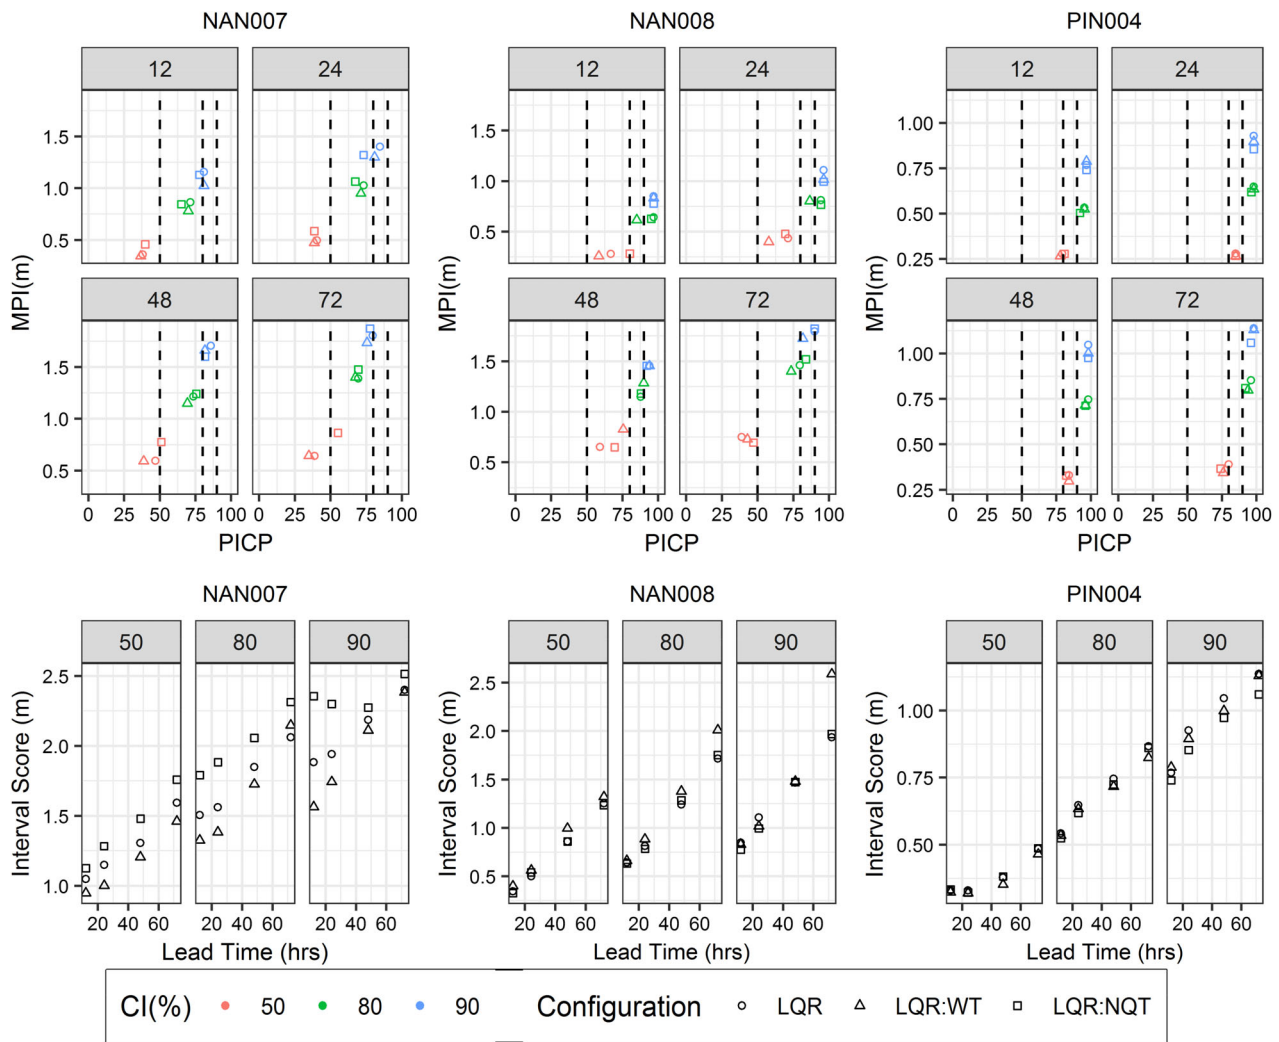 NAN007 NAN008 PIN004
12 24 12 24 12 24
1.5 1.0 0.5
1.5 1.0 0.5
1.00 0.75 0.50 0.25
MPI(m) MPI(m) MPI(m)
48 72 48 72 48 72
1.5 1.0 0.5
1.5 1.0 0.5
1.00 0.75 0.50 0.25
0 25 50 75 100 0 25 50 75 100 0 25 50 75 100 0 25 50 75 100 0 25 50 75 100 0 25 50 75 100
PICP PICP PICP
NAN007 NAN008 PIN004
50 80 90 50 80 90 50 80 90
2.5 2.0 1.5 1.0
2.5 2.0 1.5 1.0 0.5
1.00 0.75 0.50
Interval Score (m) Interval Score (m) Interval Score (m)
20 40 60 20 40 60 20 40 60 20 40 60 20 40 60 20 40 60 20 40 60 20 40 60 20 40 60
Lead Time (hrs) Lead Time (hrs) Lead Time (hrs)
CI(%) 50 80 90 Configuration LQR LQR:WT LQR:NQT